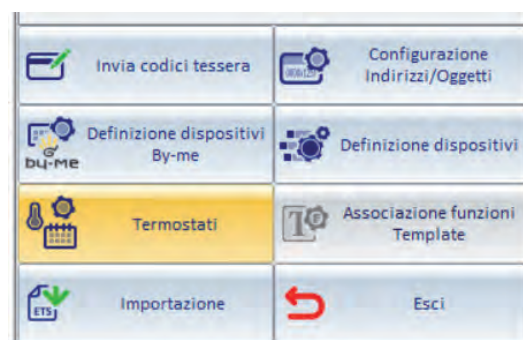 Invia codici tessera
Configurazione
Indirizzi/Oggetti
by-me
Definizione dispositivi
By-me
Definizione dispositivi
Termostati
T
Associazione funzioni
Template
ETS
Importazione
Esci